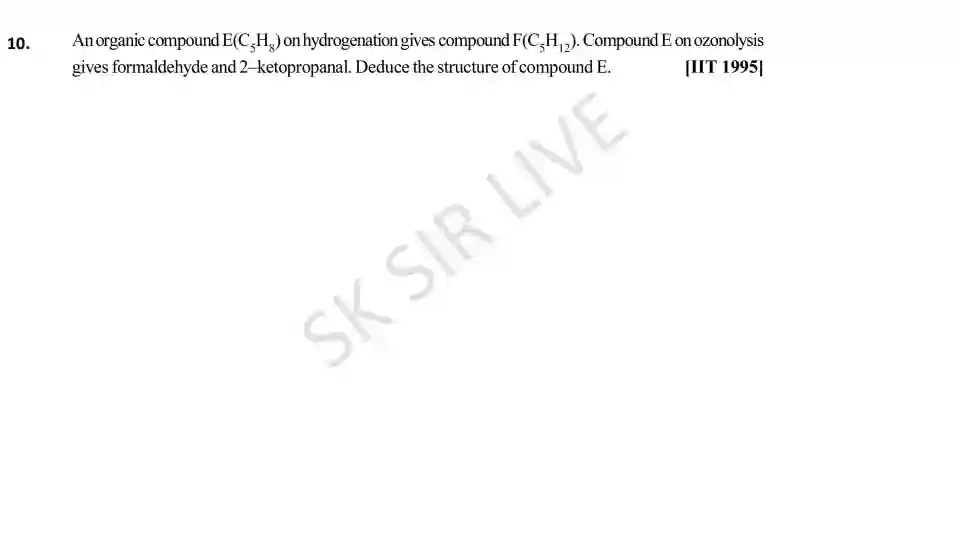 10. An organic compound E(C₅H₈) on hydrogenation gives compound F(C₅H₁₂). Compound E on ozonolysis
gives formaldehyde and 2–ketopropanal. Deduce the structure of compound E. [IIT 1995]
SK SIR LIVE